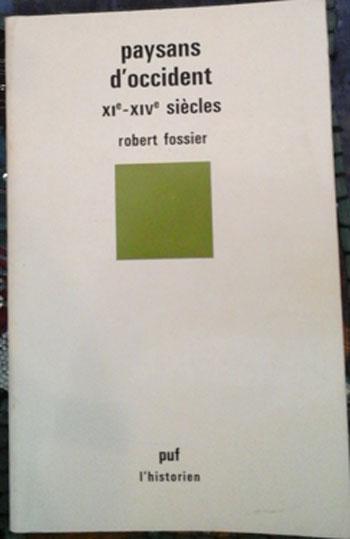 paysans
d'occident
XIe-XIVe siècles
robert fossier
puf
l'historien